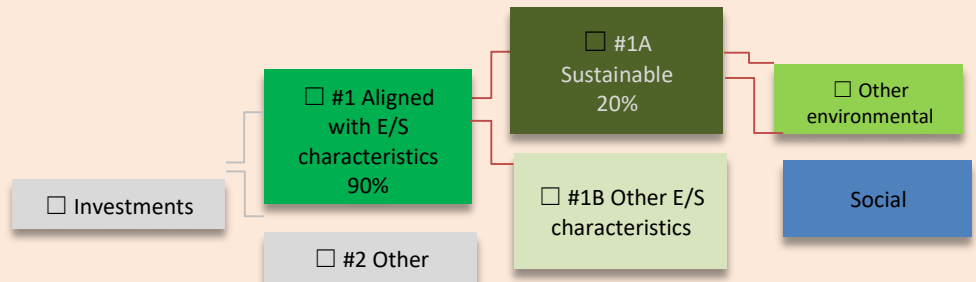 ☐ Investments
☐ #1 Aligned
with E/S
characteristics
90%
☐ #2 Other
☐ #1A
Sustainable
20%
☐ #1B Other E/S
characteristics
☐ Other
environmental
Social